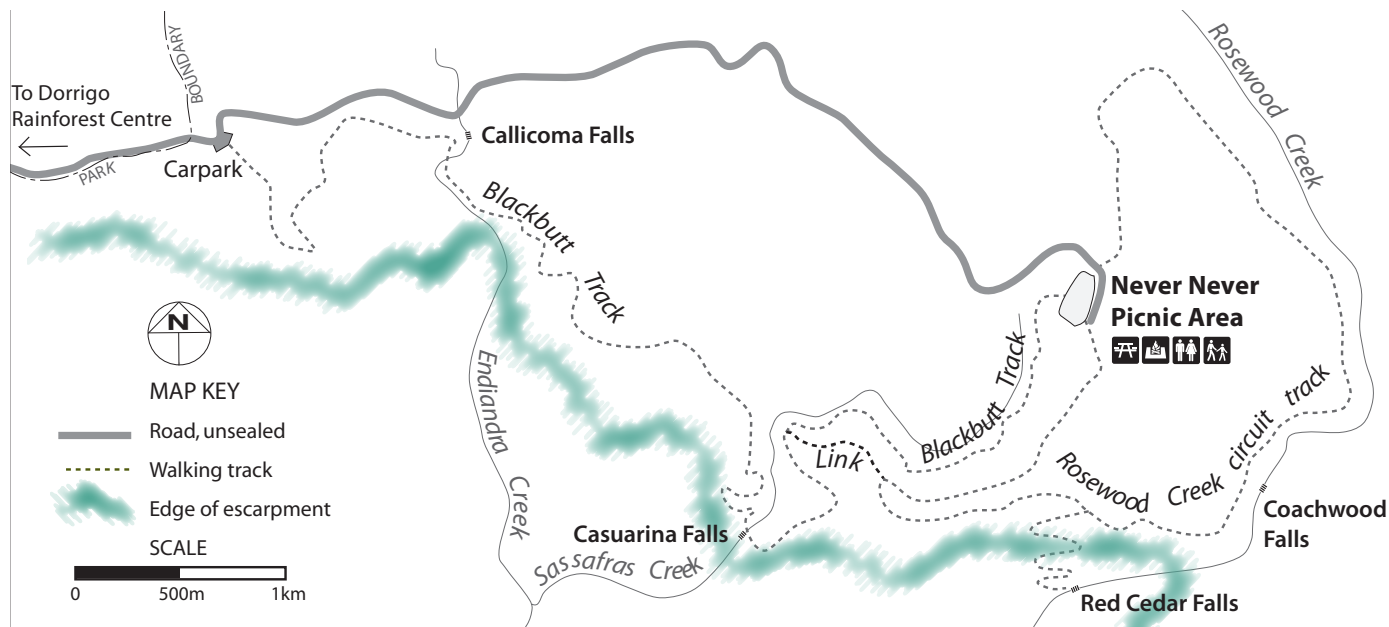 Rosewood Creek
BOUNDARY
To Dorrigo
Rainforest Centre
Callicoma Falls
PARK
Carpark
Blackbutt Track
Never Never
Picnic Area
N
Endiandra Creek
Blackbutt Track
MAP KEY
Road, unsealed
Link
Rosewood Creek circuit track
Walking track
Edge of escarpment
Coachwood
Falls
Casuarina Falls
SCALE
Sassafras Creek
0 500m 1km
Red Cedar Falls